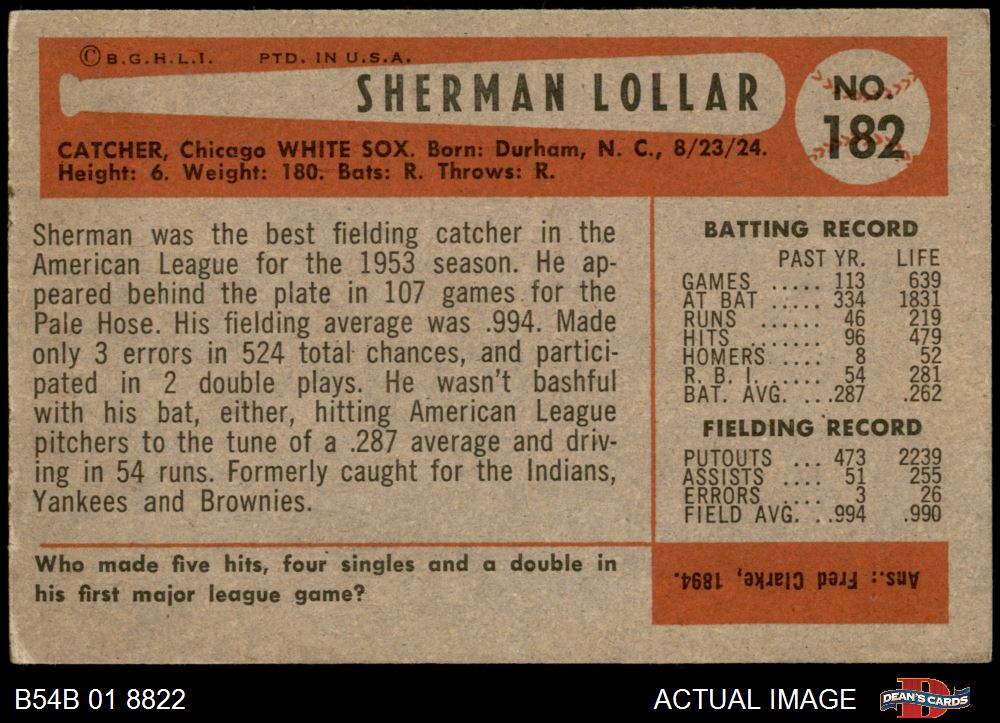 © B.G.H.L.I. PTD. IN U.S.A.
SHERMAN LOLLAR
NO.
182
CATCHER, Chicago WHITE SOX. Born: Durham, N. C., 8/23/24.
Height: 6. Weight: 180. Bats: R. Throws: R.
Sherman was the best fielding catcher in the
American League for the 1953 season. He ap-
peared behind the plate in 107 games for the
Pale Hose. His fielding average was .994. Made
only 3 errors in 524 total chances, and partici-
pated in 2 double plays. He wasn't bashful
with his bat, either, hitting American League
pitchers to the tune of a .287 average and driv-
ing in 54 runs. Formerly caught for the Indians,
Yankees and Brownies.
BATTING RECORD
PAST YR. LIFE
GAMES ..... 113 639
AT BAT ..... 334 1831
RUNS ...... 46 219
HITS ....... 96 479
HOMERS .... 8 52
R. B. I. ..... 54 281
BAT. AVG. ...287 .262
FIELDING RECORD
PUTOUTS ... 473 2239
ASSISTS .... 51 255
ERRORS .... 3 26
FIELD AVG. ..994 .990
Who made five hits, four singles and a double in
his first major league game?
Ans.: Fred Clarke, 1894.
B54B 01 8822
ACTUAL IMAGE
DEAN'S CARDS